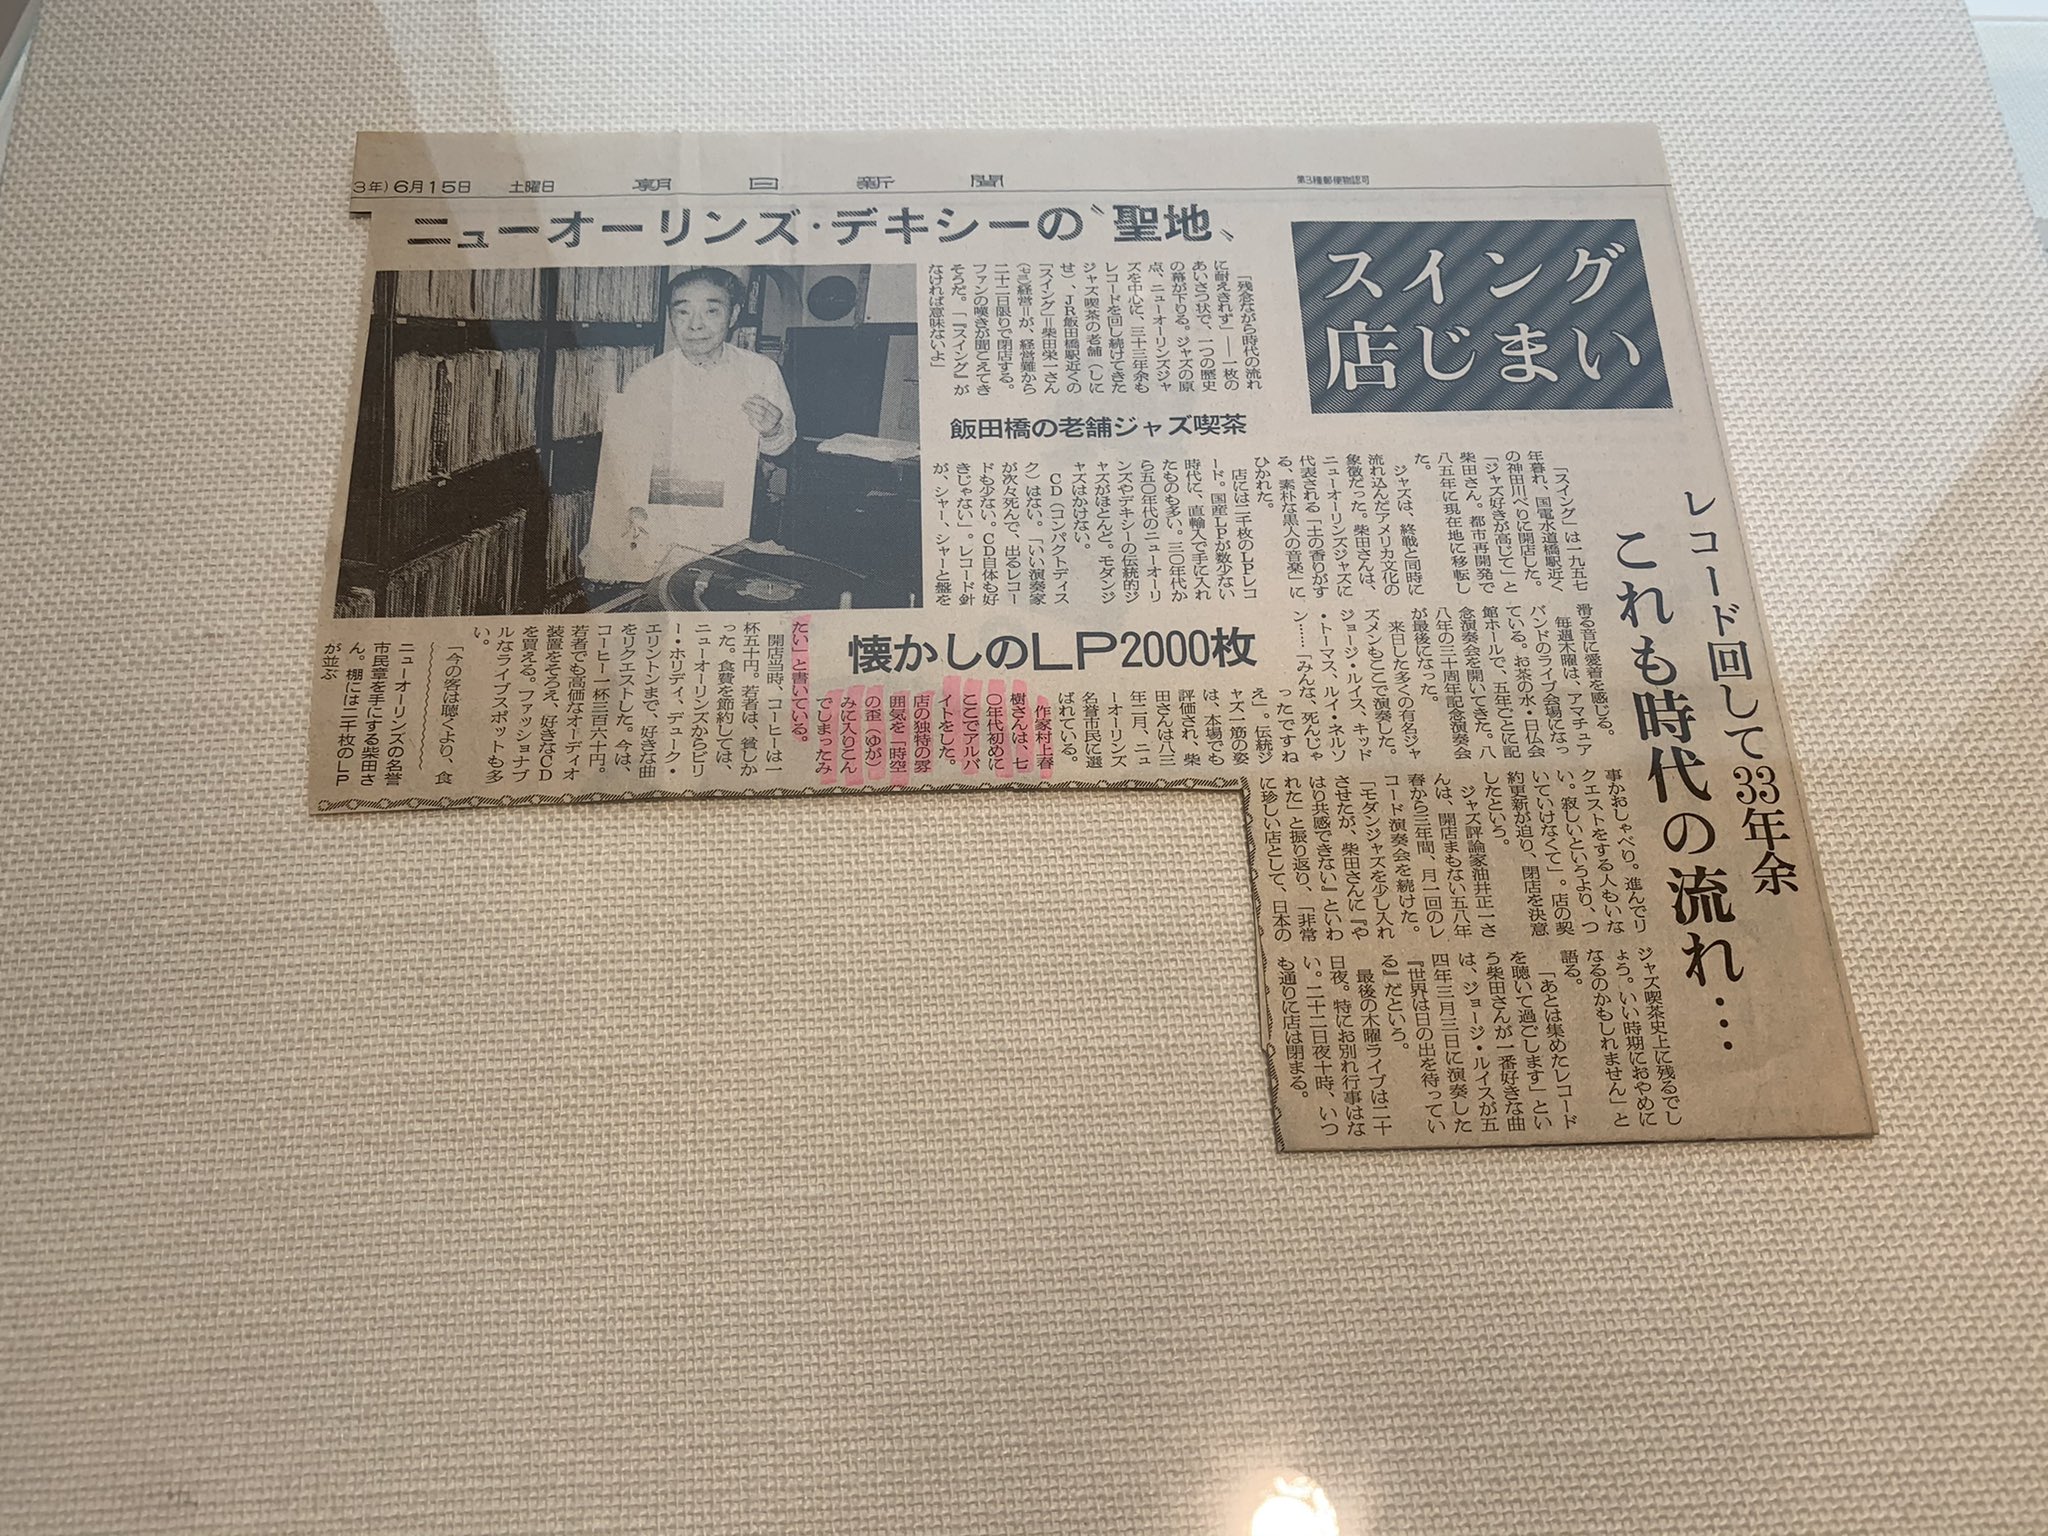 3年）6月15日 土曜日 朝日新聞 第3種郵便物認可
ニューオーリンズ・デキシーの〝聖地〟
スイング
店じまい
レコード回して33年余
これも時代の流れ…
飯田橋の老舗ジャズ喫茶
懐かしのLP2000枚
「残念ながら時代の流れ
に耐えきれず」――一枚の
あいさつ状で、一つの歴史
の幕が下りる。ジャズの原
点、ニューオーリンズジャ
ズを中心に、三十三年余も
レコードを回し続けてきた
ジャズ喫茶の老舗（しに
せ）、JR飯田橋駅近くの
「スイング」＝柴田栄一さん
（七三）経営＝が、経営難から
二十二日限りで閉店する。
ファンの嘆きが聞こえてき
そうだ。「『スイング』が
なければ意味ないよ」
「スイング」は一九五七
年暮れ、国電水道橋駅近く
の神田川べりに開店した。
「ジャズ好きが高じて」と
柴田さん。都市再開発で
八五年に現在地に移転し
た。
ジャズは、終戦と同時に
流れ込んだアメリカ文化の
象徴だった。柴田さんは、
ニューオーリンズジャズに
代表される「土の香りがす
る、素朴な黒人の音楽」に
ひかれた。
店には二千枚のLPレコ
ード。国産LPが数少ない
時代に、直輸入で手に入れ
たものも多い。三〇年代か
ら五〇年代のニューオーリ
ンズやデキシーの伝統的ジ
ャズがほとんど。モダンジ
ャズはかけない。
CD（コンパクトディス
ク）はない。「いい演奏家
が次々死んで、出るレコー
ドも少ない。CD自体も好
きじゃない」。レコード針
が、シャー、シャーと盤を
滑る音に愛着を感じる。
毎週木曜は、アマチュア
バンドのライブ会場になっ
ている。お茶の水・日仏会
館ホールで、五年ごとに記
念演奏会を開いてきた。八
八年の三十周年記念演奏会
が最後になった。
来日した多くの有名ジャ
ズメンもここで演奏した。
ジョージ・ルイス、キッド
・トーマス、ルイ・ネルソ
ン……「みんな、死んじゃ
ったですね
え」。伝統ジ
ャズ一筋の姿
は、本場でも
評価され、柴
田さんは八三
年二月、ニュ
ーオーリンズ
名誉市民に選
ばれている。
作家村上春
樹さんは、七
〇年代初めに
ここでアルバ
イトをした。
店の独特の雰
囲気を「時空
の歪（ゆが）
みに入りこん
でしまったみ
たい」と書いている。
開店当時、コーヒーは一
杯五十円。若者は、貧しか
った。食費を節約しては、
ニューオーリンズからビリ
ー・ホリディ、デューク・
エリントンまで、好きな曲
をリクエストした。今は、
コーヒー一杯三百六十円。
若者でも高価なオーディオ
装置をそろえ、好きなCD
を買える。ファッショナブ
ルなライブスポットも多
い。
「今の客は聴くより、食
事かおしゃべり。進んでリ
クエストをする人もいな
い。寂しいというより、つ
いていけなくて」。店の契
約更新が迫り、閉店を決意
したという。
ジャズ評論家油井正一さ
んは、開店まもない五八年
春から三年間、月一回のレ
コード演奏会を続けた。
「モダンジャズを少し入れ
させたが、柴田さんに『や
はり共感できない』といわ
れた」と振り返り、「非常
に珍しい店として、日本の
ジャズ喫茶史上に残るでし
ょう。いい時期におやめに
なるのかもしれません」と
語る。
「あとは集めたレコード
を聴いて過ごします」とい
う柴田さんが一番好きな曲
は、ジョージ・ルイスが五
四年三月三日に演奏した
『世界は日の出を待ってい
る』だという。
最後の木曜ライブは二十
日夜。特にお別れ行事はな
い。二十二日夜十時、いつ
も通りに店は閉まる。
ニューオーリンズの名誉
市民章を手にする柴田さ
ん。棚には二千枚のLP
が並ぶ